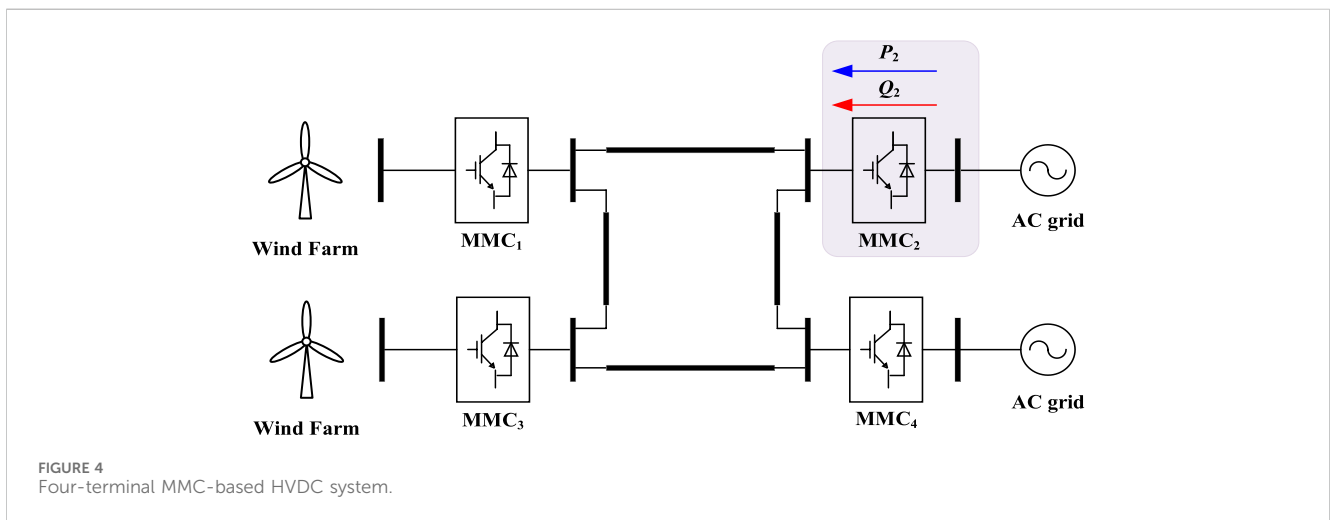 P₂
Q₂
AC grid
Wind Farm
MMC₁
MMC₂
AC grid
Wind Farm
MMC₃
MMC₄
FIGURE 4
Four-terminal MMC-based HVDC system.